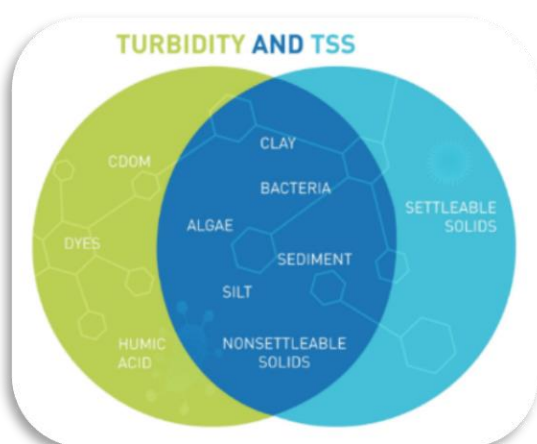 TURBIDITY AND TSS
CLAY
CDOM
BACTERIA
SETTLEABLE
SOLIDS
ALGAE
DYES
SEDIMENT
SILT
HUMIC
ACID
NONSETTLEABLE
SOLIDS